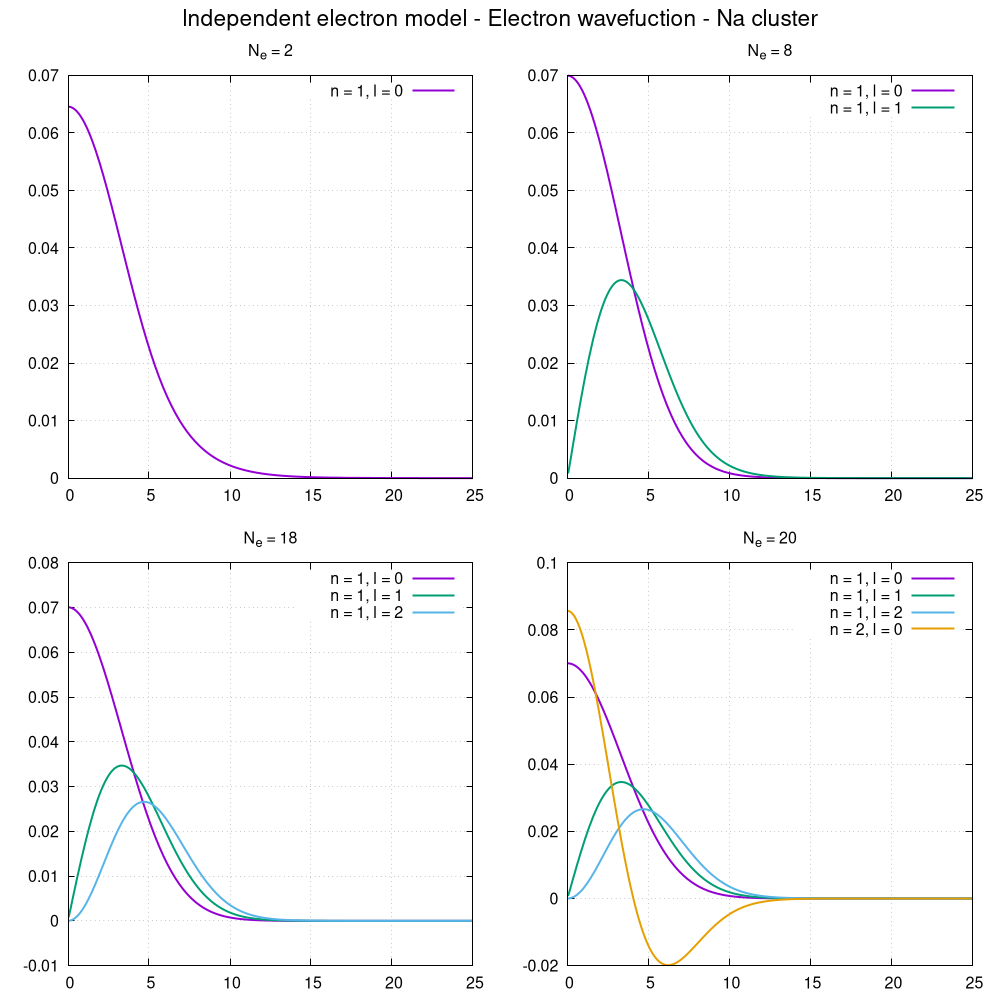 Independent electron model - Electron wavefuction - Na cluster
Nₑ = 2
n = 1, l = 0
0.07
0.06
0.05
0.04
0.03
0.02
0.01
0
0 5 10 15 20 25
Nₑ = 8
n = 1, l = 0
n = 1, l = 1
0.07
0.06
0.05
0.04
0.03
0.02
0.01
0
0 5 10 15 20 25
Nₑ = 18
n = 1, l = 0
n = 1, l = 1
n = 1, l = 2
0.08
0.07
0.06
0.05
0.04
0.03
0.02
0.01
0
-0.01
0 5 10 15 20 25
Nₑ = 20
n = 1, l = 0
n = 1, l = 1
n = 1, l = 2
n = 2, l = 0
0.1
0.08
0.06
0.04
0.02
0
-0.02
0 5 10 15 20 25